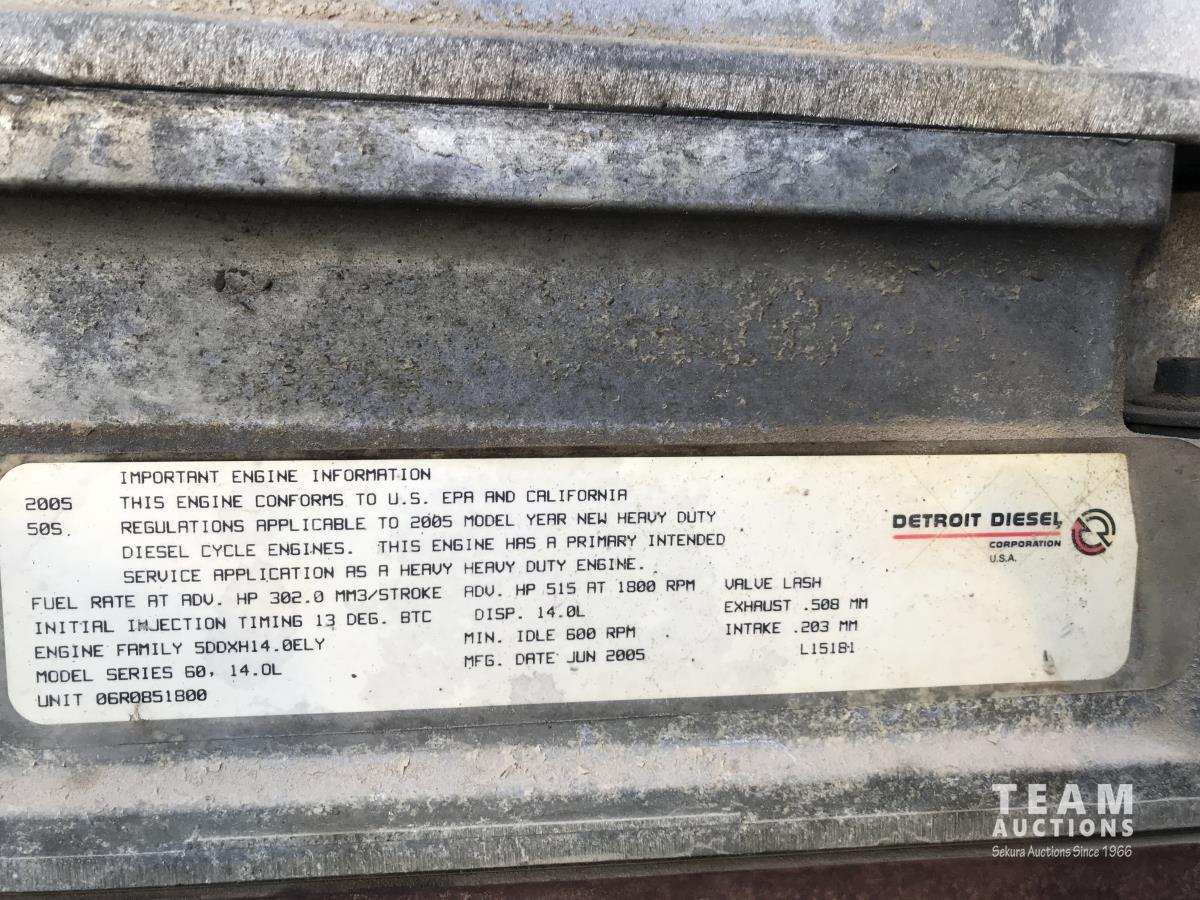 IMPORTANT ENGINE INFORMATION
2005 THIS ENGINE CONFORMS TO U.S. EPA AND CALIFORNIA
50S. REGULATIONS APPLICABLE TO 2005 MODEL YEAR NEW HEAVY DUTY
DIESEL CYCLE ENGINES. THIS ENGINE HAS A PRIMARY INTENDED
SERVICE APPLICATION AS A HEAVY HEAVY DUTY ENGINE.
FUEL RATE AT ADV. HP 302.0 MM3/STROKE ADV. HP 515 AT 1800 RPM VALVE LASH
INITIAL INJECTION TIMING 13 DEG. BTC DISP. 14.0L EXHAUST .508 MM
ENGINE FAMILY 5DDXH14.0ELY MIN. IDLE 600 RPM INTAKE .203 MM
MODEL SERIES 60, 14.0L MFG. DATE JUN 2005 L1518I
UNIT 06R0851800
DETROIT DIESEL
CORPORATION
U.S.A.
TEAM
AUCTIONS
Sekura Auctions Since 1966